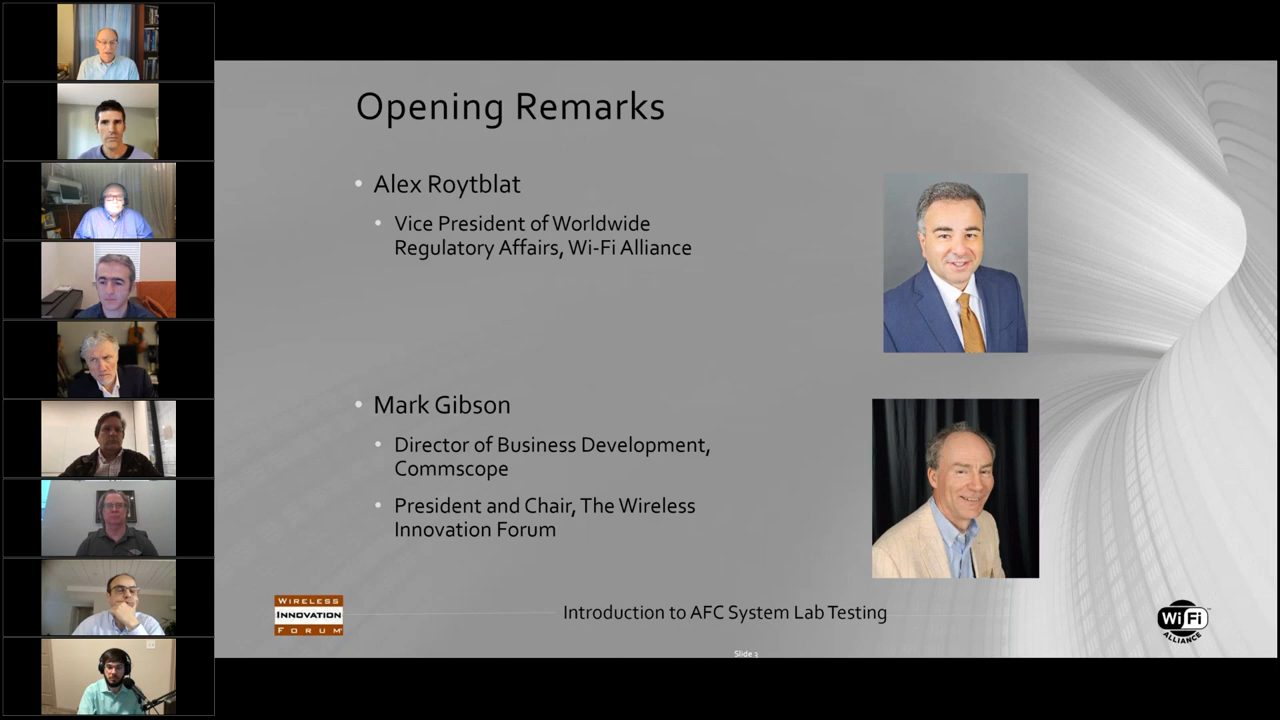 Opening Remarks
• Alex Roytblat
• Vice President of Worldwide
Regulatory Affairs, Wi-Fi Alliance
• Mark Gibson
• Director of Business Development,
Commscope
• President and Chair, The Wireless
Innovation Forum
WIRELESS
INNOVATION
FORUM
Introduction to AFC System Lab Testing
Wi Fi
ALLIANCE
Slide 3